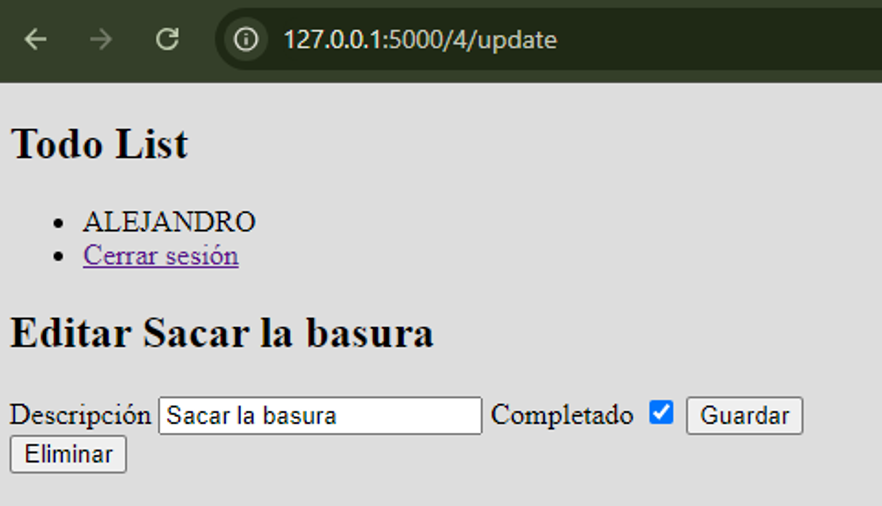 127.0.0.1:5000/4/update
Todo List
ALEJANDRO
Cerrar sesión
Editar Sacar la basura
Descripción Sacar la basura Completado Guardar
Eliminar